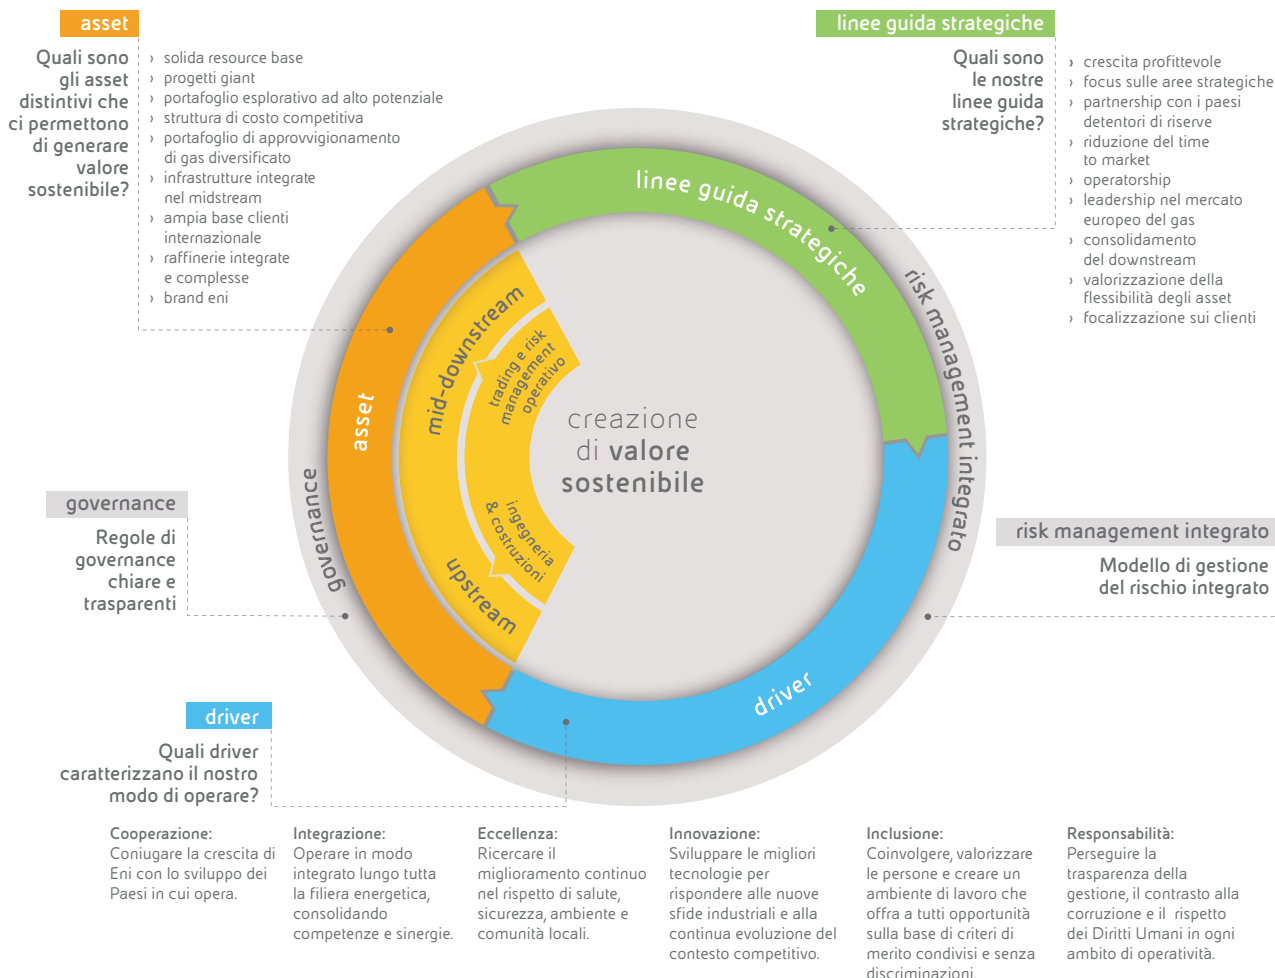 asset
Quali sono
gli asset
distintivi che
ci permettono
di generare
valore
sostenibile?
› solida resource base
› progetti giant
› portafoglio esplorativo ad alto potenziale
› struttura di costo competitiva
› portafoglio di approvvigionamento
di gas diversificato
› infrastrutture integrate
nel midstream
› ampia base clienti
internazionale
› raffinerie integrate
e complesse
› brand eni
linee guida strategiche
Quali sono
le nostre
linee guida
strategiche?
› crescita profittevole
› focus sulle aree strategiche
› partnership con i paesi
detentori di riserve
› riduzione del time
to market
› operatorship
› leadership nel mercato
europeo del gas
› consolidamento
del downstream
› valorizzazione della
flessibilità degli asset
› focalizzazione sui clienti
linee guida strategiche
risk management integrato
asset
mid-downstream
trading e risk
management
operativo
creazione
di valore
sostenibile
ingegneria
& costruzioni
upstream
governance
driver
governance
Regole di
governance
chiare e
trasparenti
risk management integrato
Modello di gestione
del rischio integrato
driver
Quali driver
caratterizzano il nostro
modo di operare?
Cooperazione:
Coniugare la crescita di
Eni con lo sviluppo dei
Paesi in cui opera.
Integrazione:
Operare in modo
integrato lungo tutta
la filiera energetica,
consolidando
competenze e sinergie.
Eccellenza:
Ricercare il
miglioramento continuo
nel rispetto di salute,
sicurezza, ambiente e
comunità locali.
Innovazione:
Sviluppare le migliori
tecnologie per
rispondere alle nuove
sfide industriali e alla
continua evoluzione del
contesto competitivo.
Inclusione:
Coinvolgere, valorizzare
le persone e creare un
ambiente di lavoro che
offra a tutti opportunità
sulla base di criteri di
merito condivisi e senza
discriminazioni.
Responsabilità:
Perseguire la
trasparenza della
gestione, il contrasto alla
corruzione e il rispetto
dei Diritti Umani in ogni
ambito di operatività.